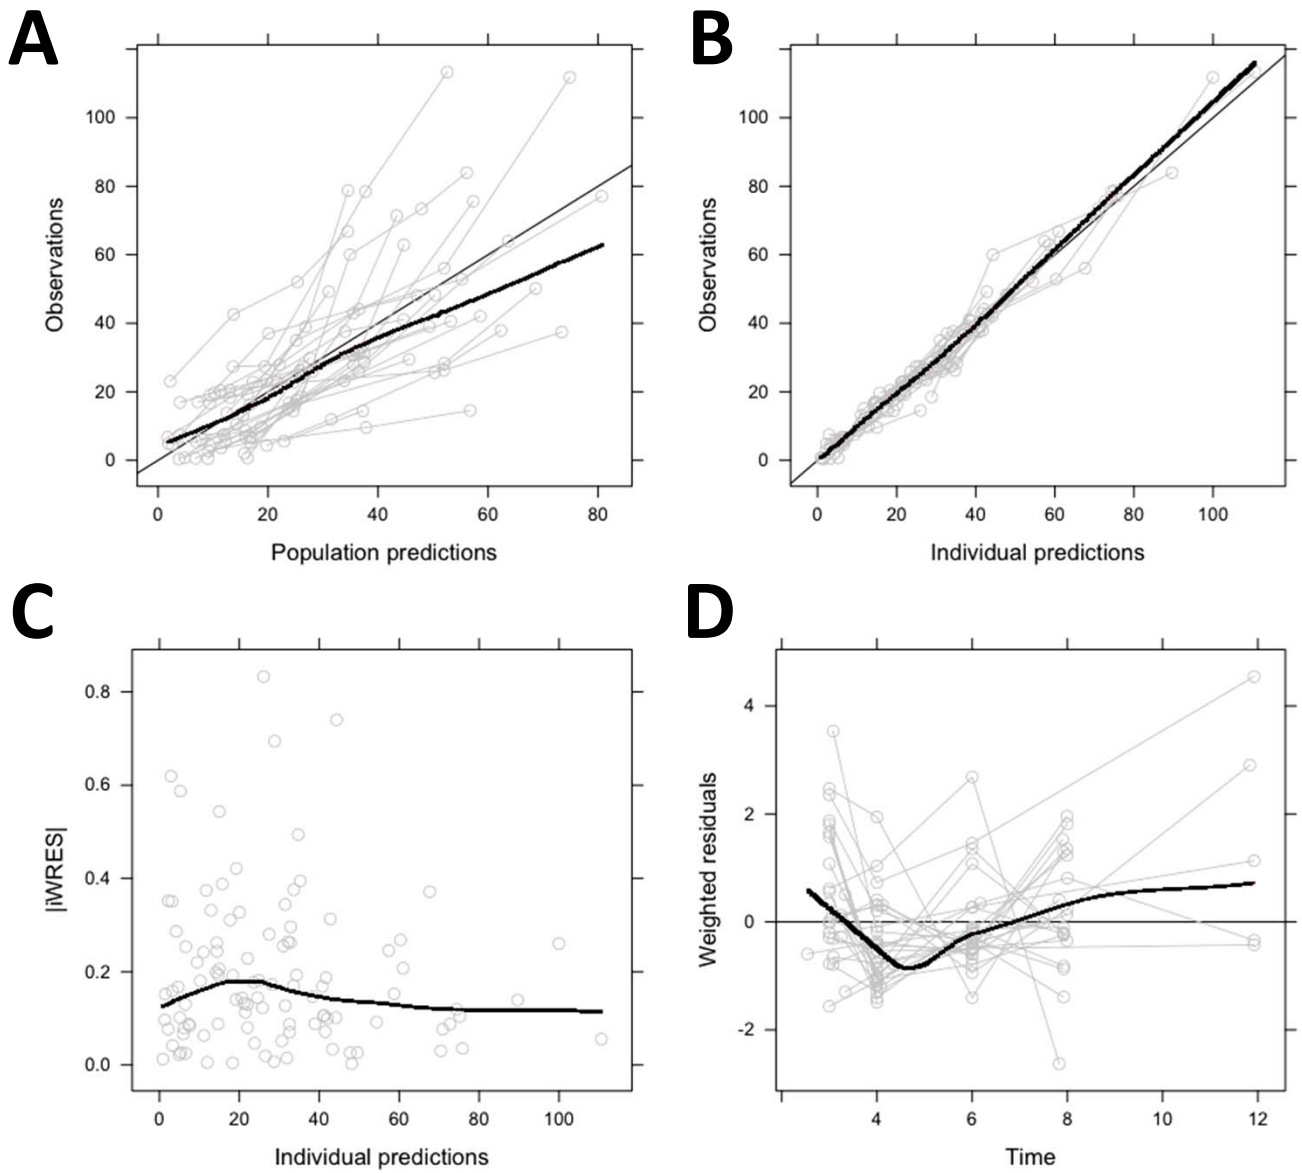 A
B
100
80
60
40
20
0
Observations
0 20 40 60 80
Population predictions
100
80
60
40
20
0
Observations
0 20 40 60 80 100
Individual predictions
C
D
0.8
0.6
0.4
0.2
0.0
|iWRES|
0 20 40 60 80 100
Individual predictions
4
2
0
-2
Weighted residuals
4 6 8 10 12
Time